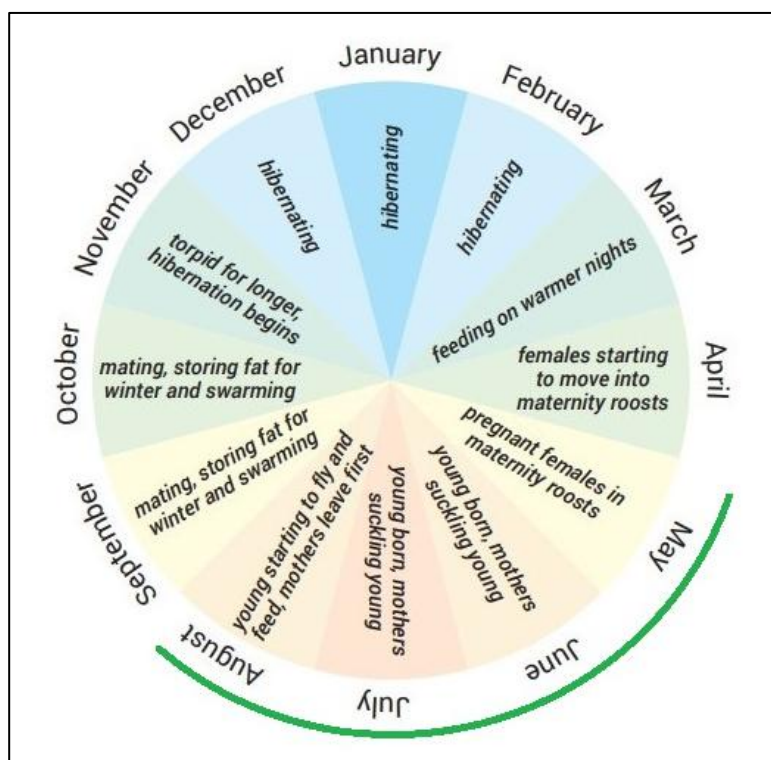 January
hibernating
February
hibernating
March
feeding on warmer nights
April
females starting
to move into
maternity roosts
May
pregnant females in
maternity roosts
June
young born, mothers
suckling young
July
young born, mothers
suckling young
August
young starting to fly and
feed, mothers leave first
September
mating, storing fat for
winter and swarming
October
mating, storing fat for
winter and swarming
November
torpid for longer,
hibernation begins
December
hibernating